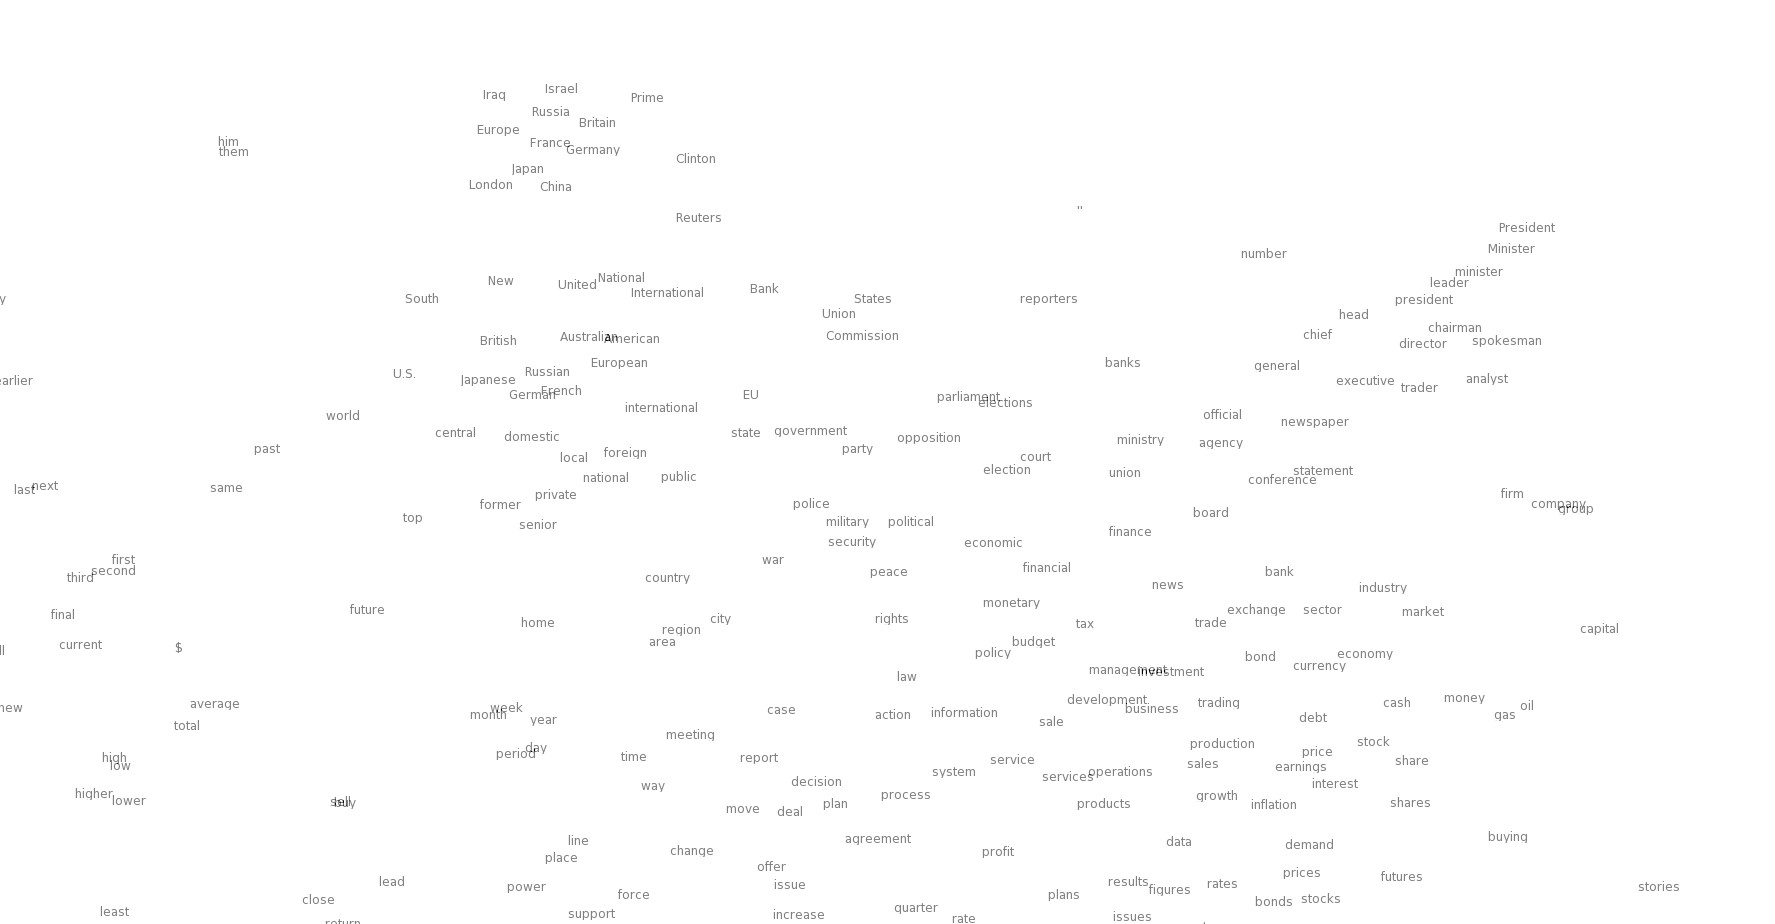 Iraq Israel Prime
Russia Britain
Europe France Germany
him
them
Clinton
Japan
London China
Reuters
"
President
number Minister
New United National International Bank
minister
leader
South States reporters president
y
Union head
British Australian a American Commission chief chairman
director spokesman
European banks general
U.S. Japanese Russian executive trader analyst
earlier
German French EU parliament elections
world international official newspaper
central domestic state government opposition ministry agency
past local foreign party court
national public election union conference statement
last next same private
former police firm company group
top senior military political board
security economic finance
first war
second third country peace financial news bank industry
future monetary exchange sector market
final home city rights tax trade capital
region
area budget
current $ policy bond economy
ll management investment currency
law
new average week month development trading cash money oil
total year case action information sale business debt gas
meeting
high period day time report service production price stock
low system services operations sales earnings share
higher lower way decision process interest
sell buy move deal plan products growth inflation shares
line agreement data demand buying
place change profit
lead offer results prices futures
power issue figures rates stories
close force plans bonds stocks
least support increase quarter issues
return rate